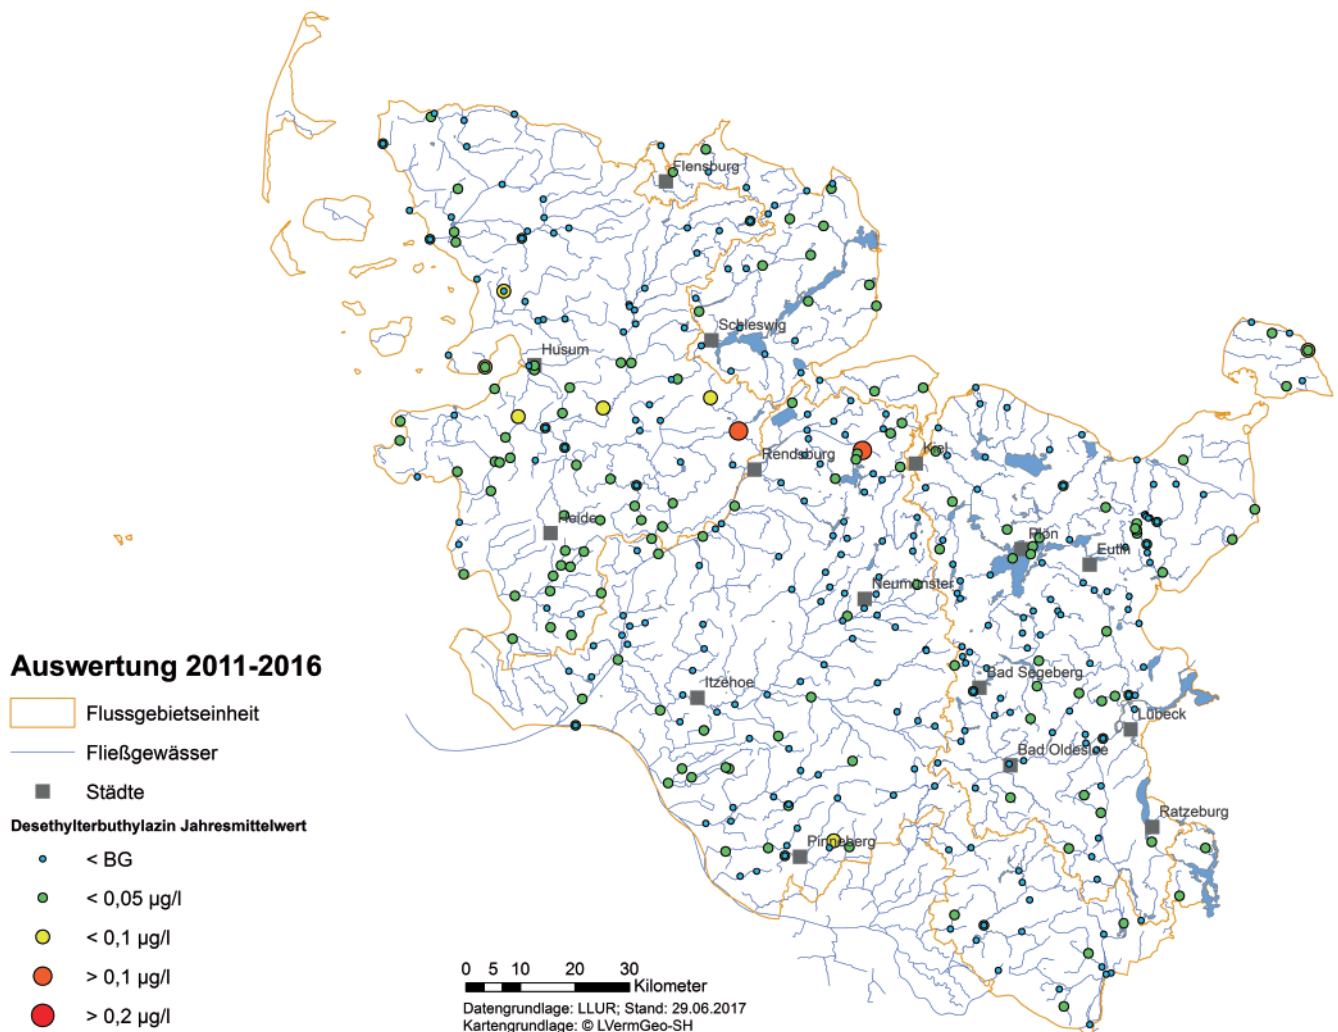 Flensburg
Schleswig
Husum
Rendsburg
Kiel
Heide
Plön
Eutin
Neumünster
Bad Segeberg
Itzehoe
Lübeck
Bad Oldesloe
Ratzeburg
Pinneberg
Auswertung 2011-2016
Flussgebietseinheit
Fließgewässer
Städte
Desethylterbuthylazin Jahresmittelwert
< BG
< 0,05 µg/l
< 0,1 µg/l
> 0,1 µg/l
> 0,2 µg/l
0 5 10 20 30
Kilometer
Datengrundlage: LLUR; Stand: 29.06.2017
Kartengrundlage: © LVermGeo-SH